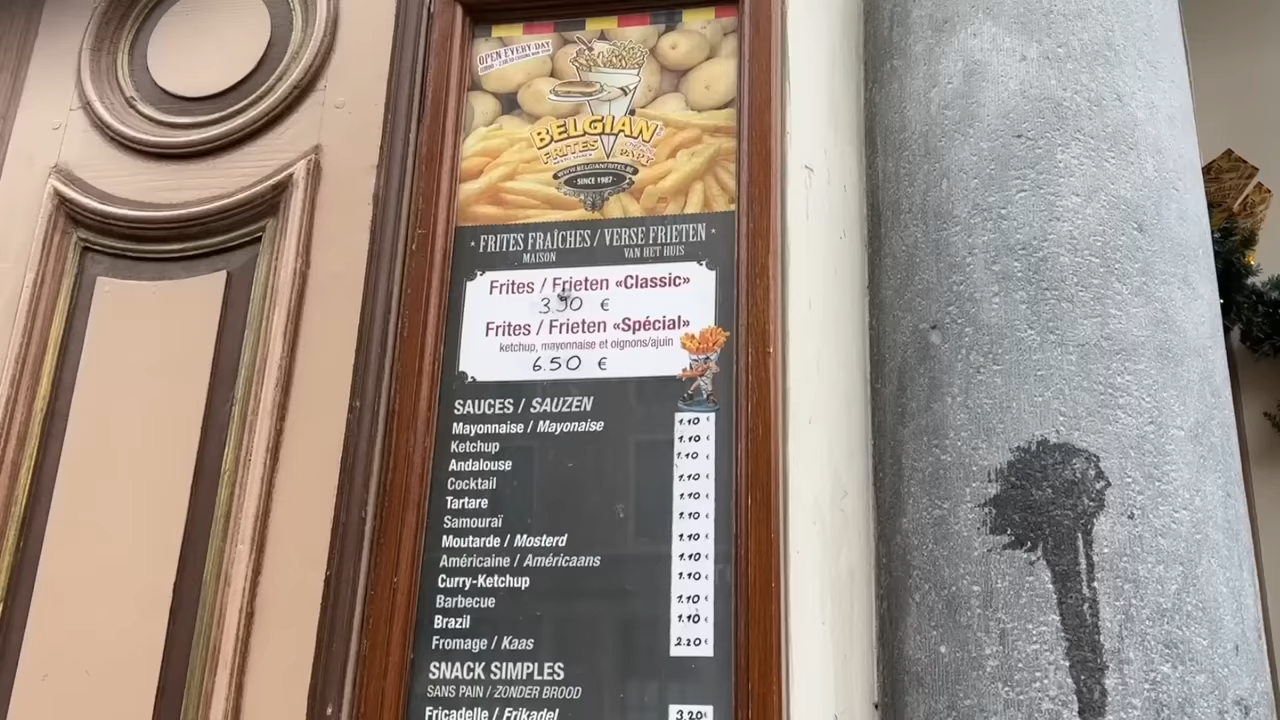 OPEN EVERY DAY
BELGIAN
FRITES
PAPY
WWW.BELGIANFRITES.BE
· SINCE 1987 ·
· FRITES FRAÎCHES / VERSE FRIETEN ·
MAISON VAN HET HUIS
Frites / Frieten «Classic»
3.90 €
Frites / Frieten «Spécial»
ketchup, mayonnaise et oignons/ajuin
6.50 €
SAUCES / SAUZEN
Mayonnaise / Mayonaise 1.10 €
Ketchup 1.10 €
Andalouse 1.10 €
Cocktail 1.10 €
Tartare 1.10 €
Samouraï 1.10 €
Moutarde / Mosterd 1.10 €
Américaine / Américaans 1.10 €
Curry-Ketchup 1.10 €
Barbecue 1.10 €
Brazil 1.10 €
Fromage / Kaas 2.20 €
SNACK SIMPLES
SANS PAIN / ZONDER BROOD
Fricadelle / Frikadel 3.20 €